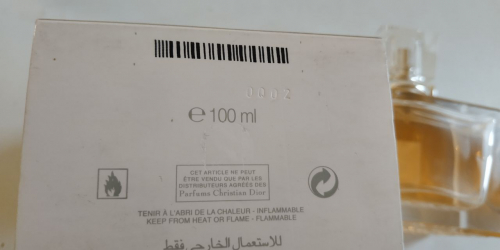 0002
℮ 100 ml
CET ARTICLE NE PEUT
ÊTRE VENDU QUE PAR LES
DISTRIBUTEURS AGRÉÉS DES
Parfums Christian Dior
TENIR À L'ABRI DE LA CHALEUR - INFLAMMABLE
KEEP FROM HEAT OR FLAME - FLAMMABLE
للاستعمال الخارجي فقط